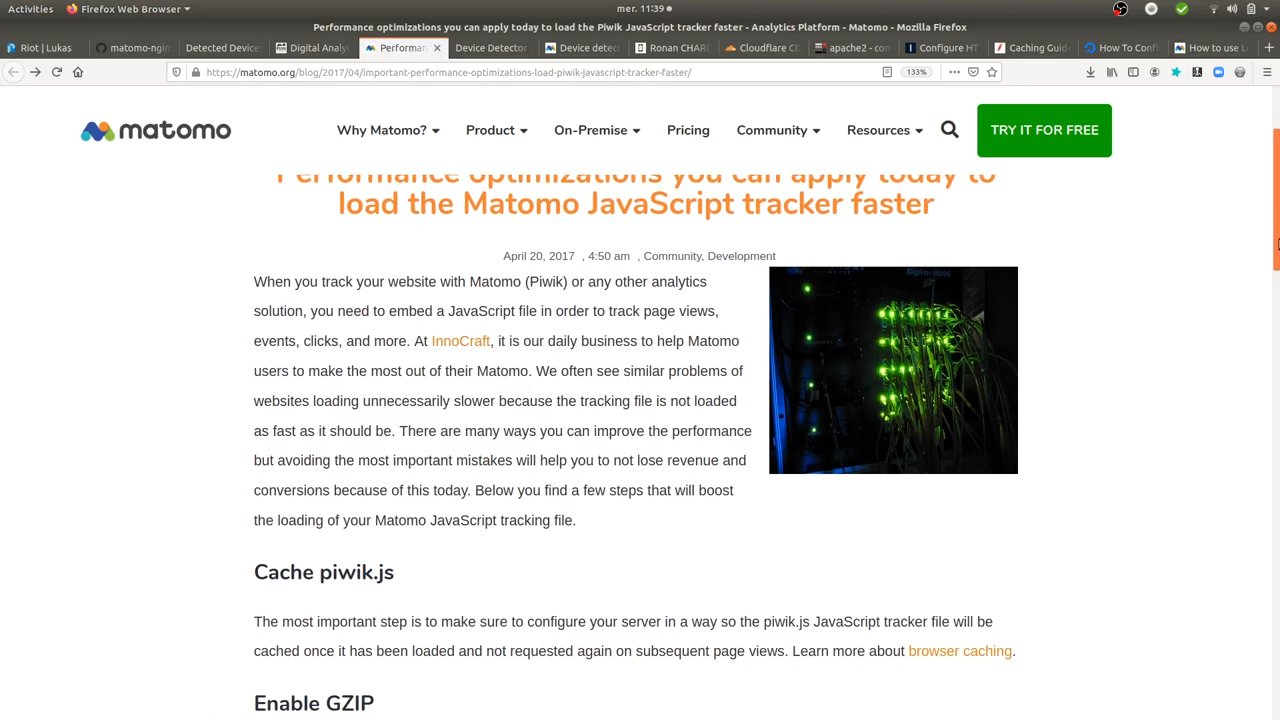 Activities Firefox Web Browser mer. 11:39
Performance optimizations you can apply today to load the Piwik JavaScript tracker faster - Analytics Platform - Matomo - Mozilla Firefox
Riot | Lukas matomo-ngin Detected Devices Digital Analy Performan Device Detector Device detec Ronan CHAR Cloudflare CD apache2 - con Configure HT Caching Guide How To Confi How to use Lo
https://matomo.org/blog/2017/04/important-performance-optimizations-load-piwik-javascript-tracker-faster/ 133%
matomo Why Matomo? Product On-Premise Pricing Community Resources TRY IT FOR FREE
Performance optimizations you can apply today to
load the Matomo JavaScript tracker faster
April 20, 2017 , 4:50 am , Community, Development
When you track your website with Matomo (Piwik) or any other analytics
solution, you need to embed a JavaScript file in order to track page views,
events, clicks, and more. At InnoCraft, it is our daily business to help Matomo
users to make the most out of their Matomo. We often see similar problems of
websites loading unnecessarily slower because the tracking file is not loaded
as fast as it should be. There are many ways you can improve the performance
but avoiding the most important mistakes will help you to not lose revenue and
conversions because of this today. Below you find a few steps that will boost
the loading of your Matomo JavaScript tracking file.
Cache piwik.js
The most important step is to make sure to configure your server in a way so the piwik.js JavaScript tracker file will be
cached once it has been loaded and not requested again on subsequent page views. Learn more about browser caching.
Enable GZIP